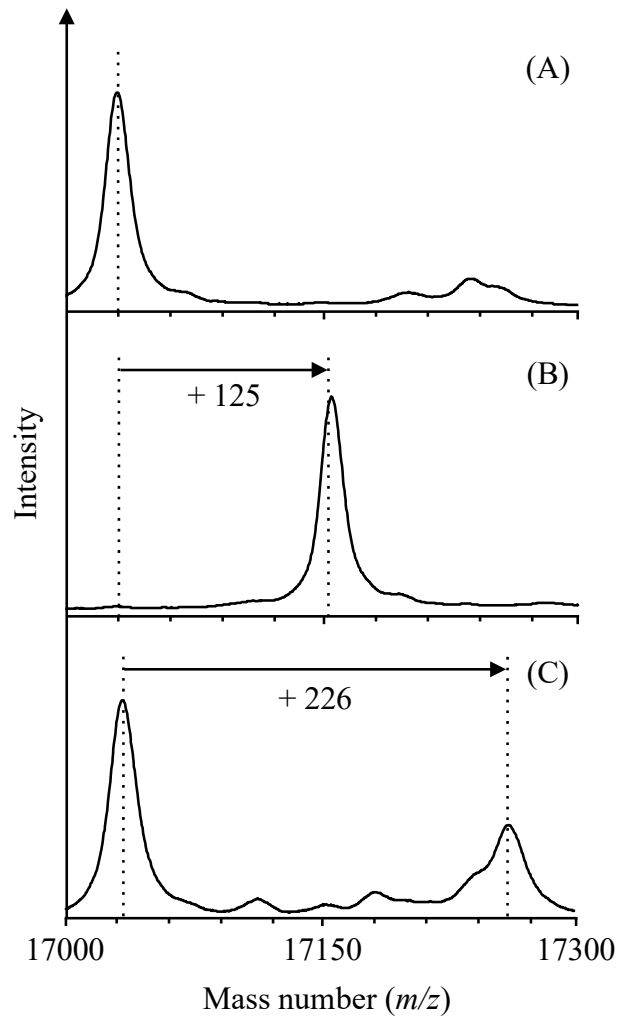 (A)
(B)
+ 125
Intensity
(C)
+ 226
17000 17150 17300
Mass number (m/z)